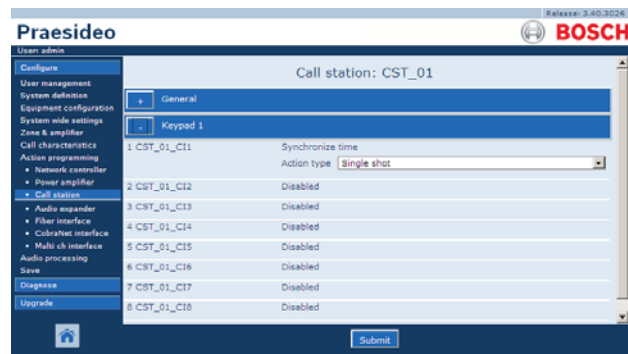 Release: 3.40.3026
Praesideo
BOSCH
User: admin
Configure
User management
System definition
Equipment configuration
System wide settings
Zone & amplifier
Call characteristics
Action programming
• Network controller
• Power amplifier
• Call station
• Audio expander
• Fiber interface
• CobraNet interface
• Multi ch interface
Audio processing
Save
Diagnose
Upgrade
Call station: CST_01
+ General
- Keypad 1
1 CST_01_CI1 Synchronize time
Action type Single shot
2 CST_01_CI2 Disabled
3 CST_01_CI3 Disabled
4 CST_01_CI4 Disabled
5 CST_01_CI5 Disabled
6 CST_01_CI6 Disabled
7 CST_01_CI7 Disabled
8 CST_01_CI8 Disabled
Submit